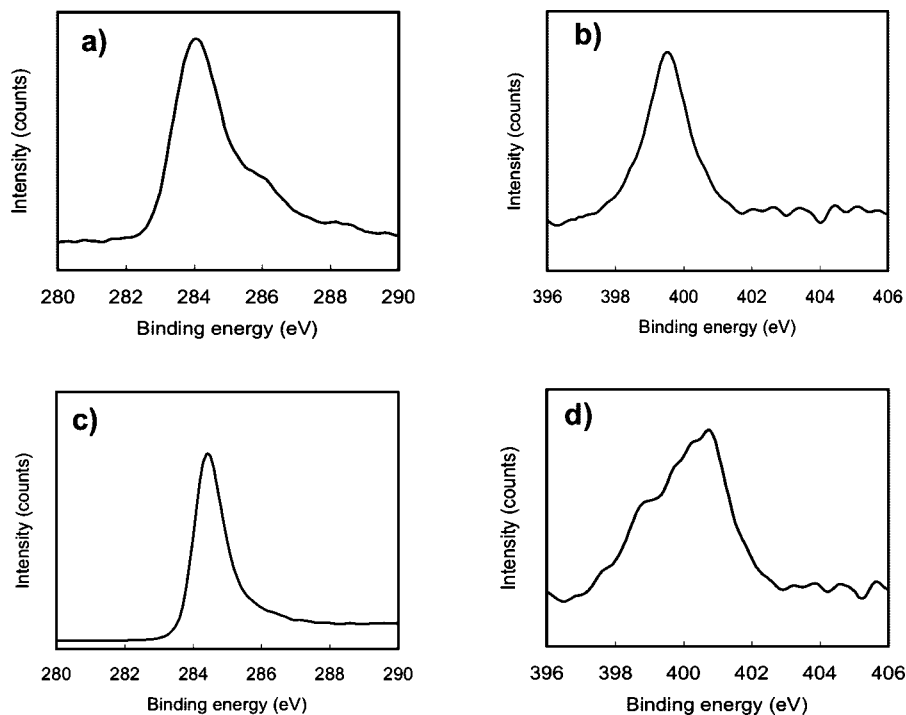 a)
Intensity (counts)
280 282 284 286 288 290
Binding energy (eV)
b)
Intensity (counts)
396 398 400 402 404 406
Binding energy (eV)
c)
Intensity (counts)
280 282 284 286 288 290
Binding energy (eV)
d)
Intensity (counts)
396 398 400 402 404 406
Binding energy (eV)